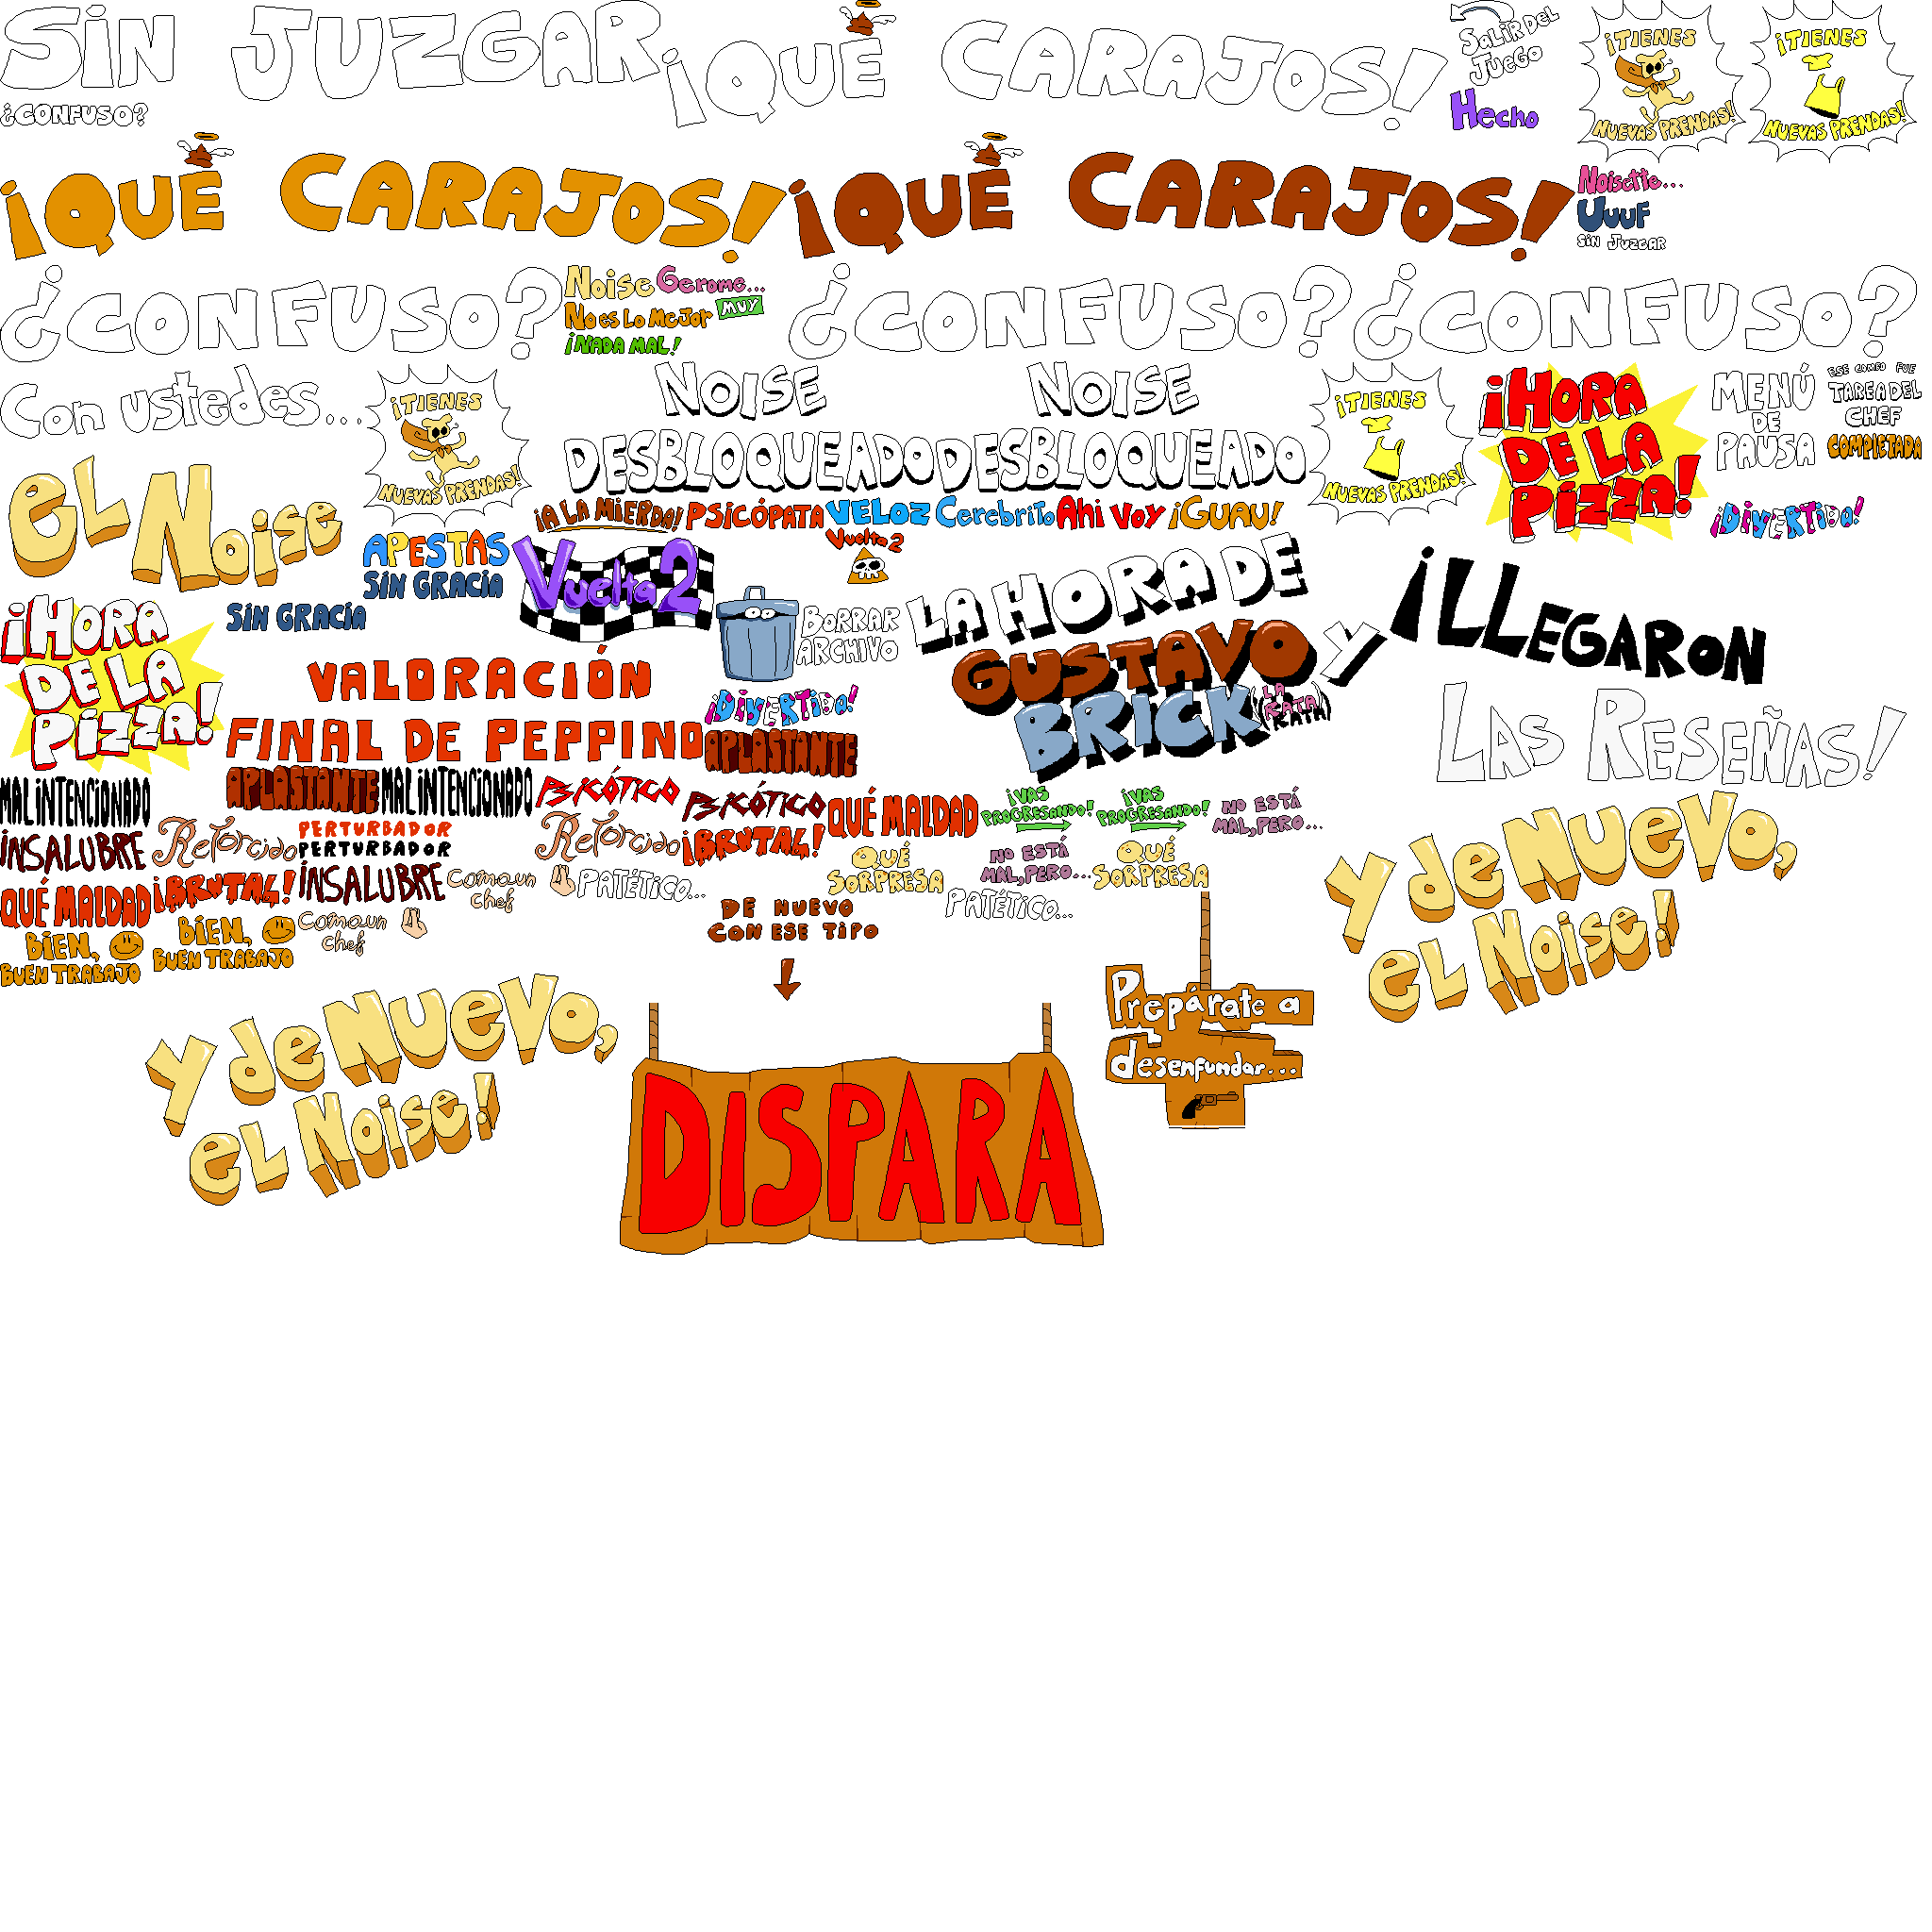 SiN JUZGAR
¡QUÉ CARAJOS!
SALiR DEL
JUEGO
Hecho
¡TIENES
NUEVAS PRENDAS!
¡TIENES
NUEVAS PRENDAS!
¿CONFUSO?
¡QUÉ CARAJOS!
¡QUÉ CARAJOS!
Noisette...
UuuF
SiN JUZGAR
¿CONFUSO?
Noise
Gerome...
No es Lo MeJor
MUY
¡NADA MAL!
¿CONFUSO?
¿CONFUSO?
Con ustedes...
¡TIENES
NUEVAS PRENDAS!
NOISE
DESBLOQUEADO
NOISE
DESBLOQUEADO
¡TIENES
NUEVAS PRENDAS!
¡HORA
DE LA
PiZZA!
MENÚ
DE
PAUSA
ESE COMBO FUE
TAREA DEL
CHEF
COMPLETADA
eL Noise
¡A LA MIERDA!
PSICÓPATA
VELOZ
CerebriTo
Ahi Voy
¡GUAU!
¡DiVERTiDo!
APESTAS
SiN GRACiA
Vuelta 2
Vuelta 2
BORRAR
ARCHIVO
LA HORA DE
GUSTAVO Y
BRICK
(LA
RATA)
¡LLEGARON
LAS RESEÑAS!
¡HORA
DE LA
PiZZA!
SiN GRACiA
VALORACIÓN
FINAL DE PEPPINO
¡DiVERTiDo!
APLASTANTE
MALiNTENCiONADO
APLASTANTE
MALiNTENCiONADO
PSiCÓTiCO
PSiCÓTiCO
QUÉ MALDAD
¡VAS
PROGRESANDO!
¡VAS
PROGRESANDO!
NO ESTÁ
MAL, PERO...
iNSALUBRE
ReTorcido
PERTURBADOR
PERTURBADOR
ReTorcido
¡BRUTAL!
QUÉ
SORPRESA
NO ESTÁ
MAL, PERO...
QUÉ
SORPRESA
Y de NUEVO,
eL Noise!
QUÉ MALDAD
¡BRUTAL!
iNSALUBRE
Como un
chef
PATÉTiCO...
PATÉTiCO...
BiEN,
BUEN TRABAJO
BiEN,
BUEN TRABAJO
Como un
chef
DE NUEVO
CON ESE TIPO
Y de NUEVO,
eL Noise!
DISPARA
Prepárate a
desenfundar...